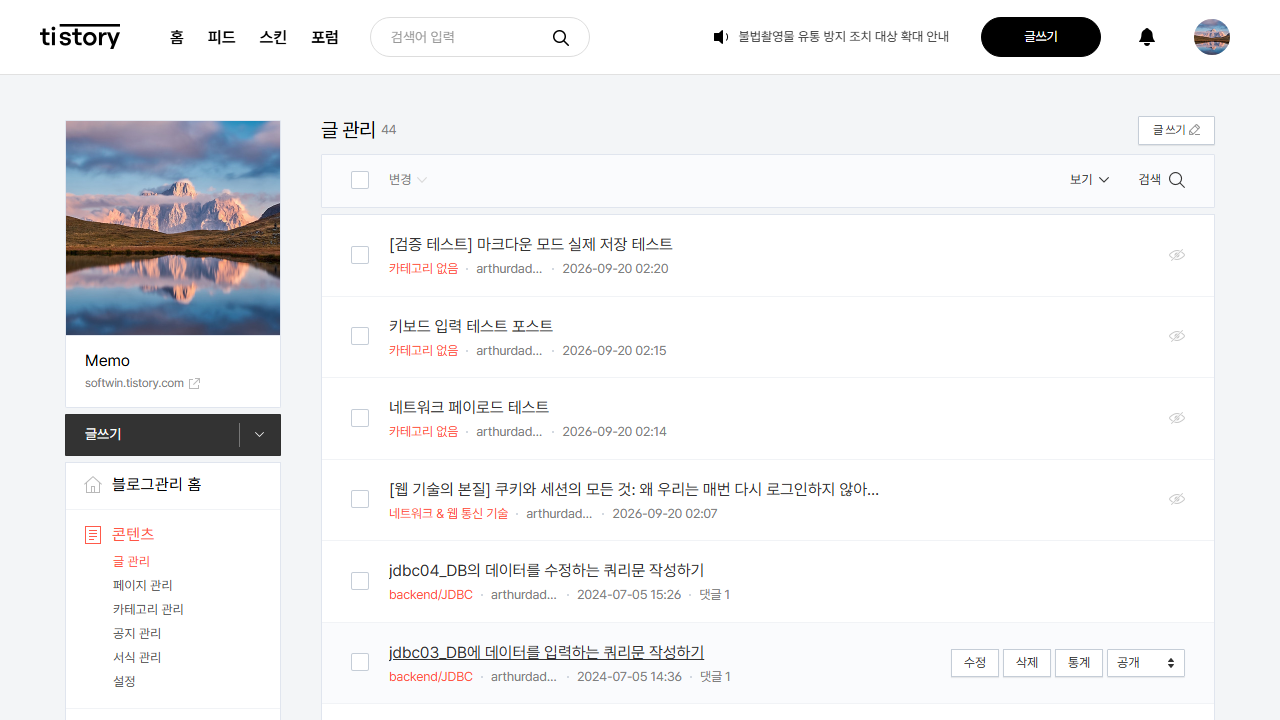 tistory 홈 피드 스킨 포럼 검색어 입력 불법촬영물 유통 방지 조치 대상 확대 안내 글쓰기
Memo
softwin.tistory.com
글쓰기
블로그관리 홈
콘텐츠
글 관리
페이지 관리
카테고리 관리
공지 관리
서식 관리
설정
글 관리 44 글 쓰기
변경 보기 검색
[검증 테스트] 마크다운 모드 실제 저장 테스트
카테고리 없음 · arthurdad... · 2026-09-20 02:20
키보드 입력 테스트 포스트
카테고리 없음 · arthurdad... · 2026-09-20 02:15
네트워크 페이로드 테스트
카테고리 없음 · arthurdad... · 2026-09-20 02:14
[웹 기술의 본질] 쿠키와 세션의 모든 것: 왜 우리는 매번 다시 로그인하지 않아...
네트워크 & 웹 통신 기술 · arthurdad... · 2026-09-20 02:07
jdbc04_DB의 데이터를 수정하는 쿼리문 작성하기
backend/JDBC · arthurdad... · 2024-07-05 15:26 · 댓글 1
jdbc03_DB에 데이터를 입력하는 쿼리문 작성하기
backend/JDBC · arthurdad... · 2024-07-05 14:36 · 댓글 1
수정 삭제 통계 공개